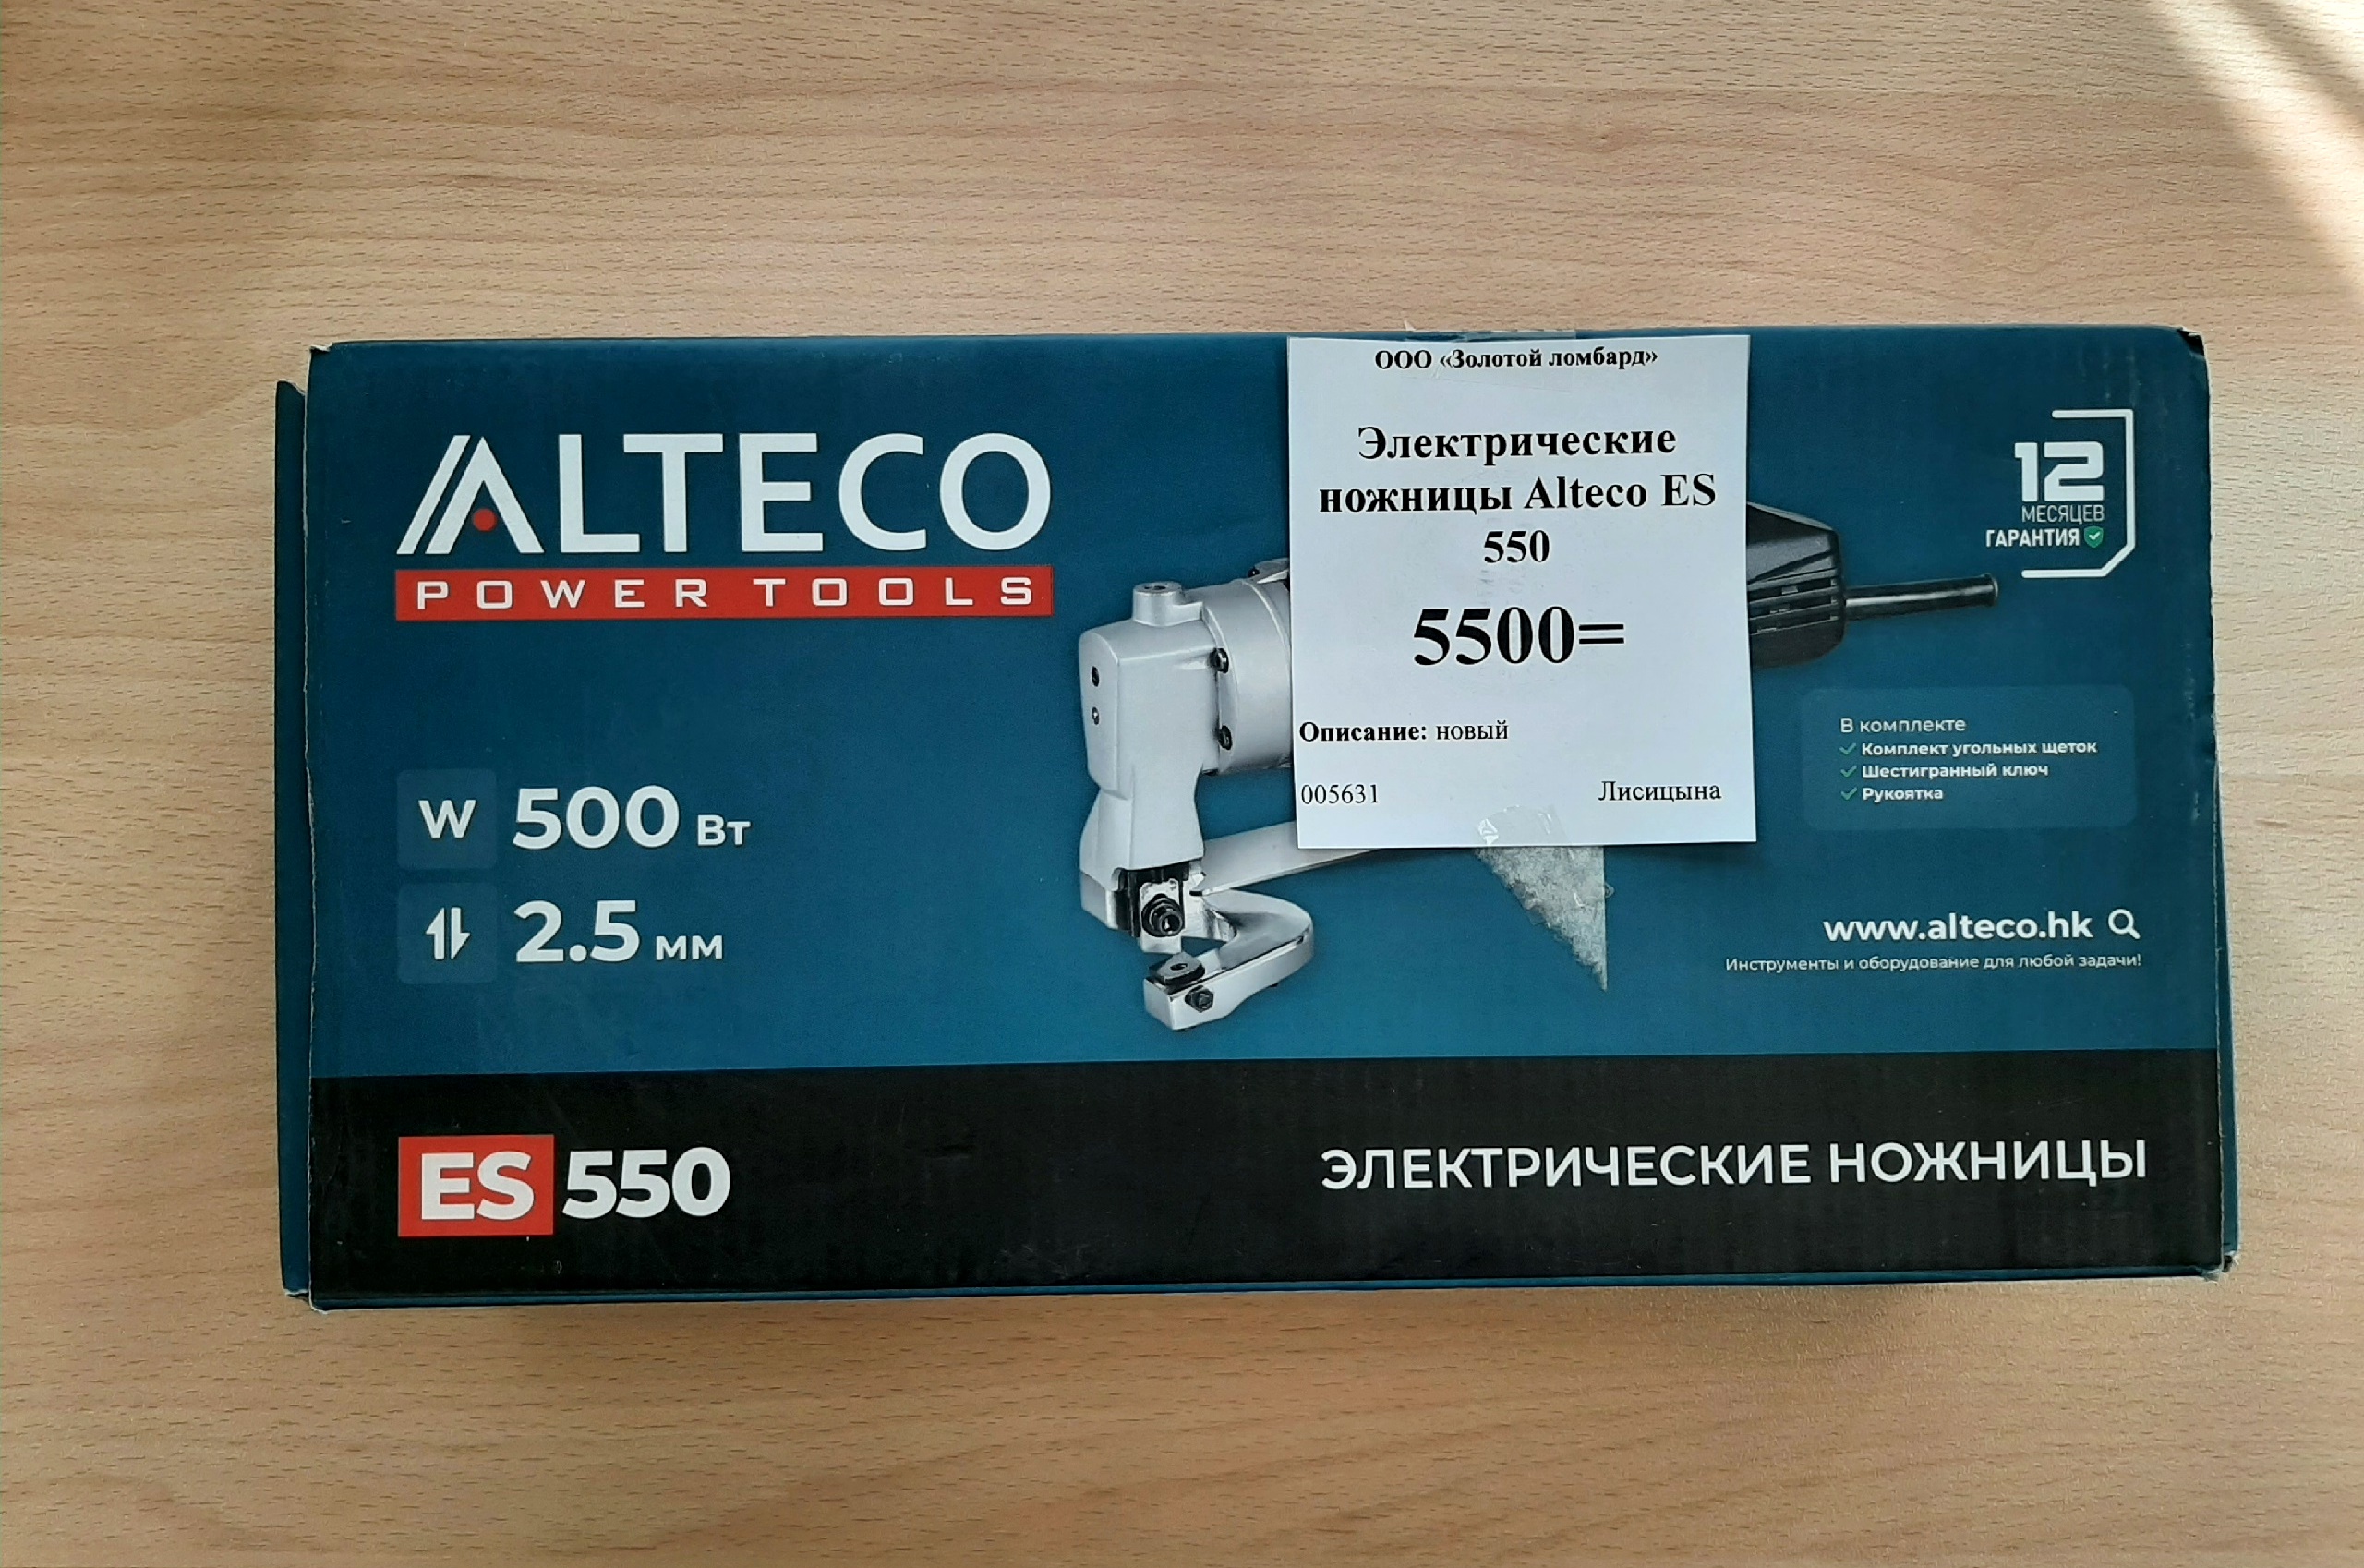 ООО «Золотой ломбард»
Электрические
ножницы Alteco ES
550
5500=
Описание: новый
005631 Лисицына
ALTECO
POWER TOOLS
12
МЕСЯЦЕВ
ГАРАНТИЯ
W 500 Вт
2.5 мм
В комплекте
Комплект угольных щеток
Шестигранный ключ
Рукоятка
www.alteco.hk
Инструменты и оборудование для любой задачи!
ES 550
ЭЛЕКТРИЧЕСКИЕ НОЖНИЦЫ